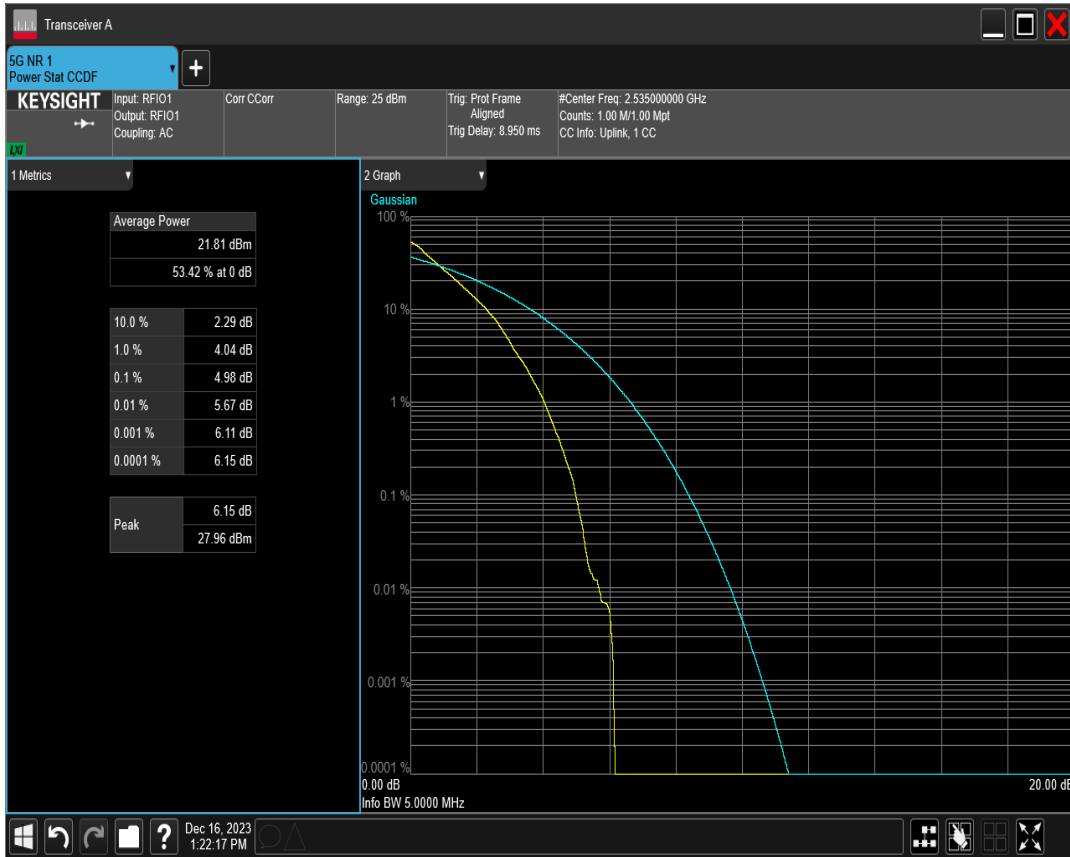 Transceiver A
5G NR 1
Power Stat CCDF
KEYSIGHT
LXI
Input: RFIO1
Output: RFIO1
Coupling: AC
Corr CCorr
Range: 25 dBm
Trig: Prot Frame
Aligned
Trig Delay: 8.950 ms
#Center Freq: 2.535000000 GHz
Counts: 1.00 M/1.00 Mpt
CC Info: Uplink, 1 CC
1 Metrics
Average Power
21.81 dBm
53.42 % at 0 dB
10.0 % 2.29 dB
1.0 % 4.04 dB
0.1 % 4.98 dB
0.01 % 5.67 dB
0.001 % 6.11 dB
0.0001 % 6.15 dB
Peak 6.15 dB
27.96 dBm
2 Graph
Gaussian
100 %
10 %
1 %
0.1 %
0.01 %
0.001 %
0.0001 %
0.00 dB 20.00 dB
Info BW 5.0000 MHz
? Dec 16, 2023
1:22:17 PM